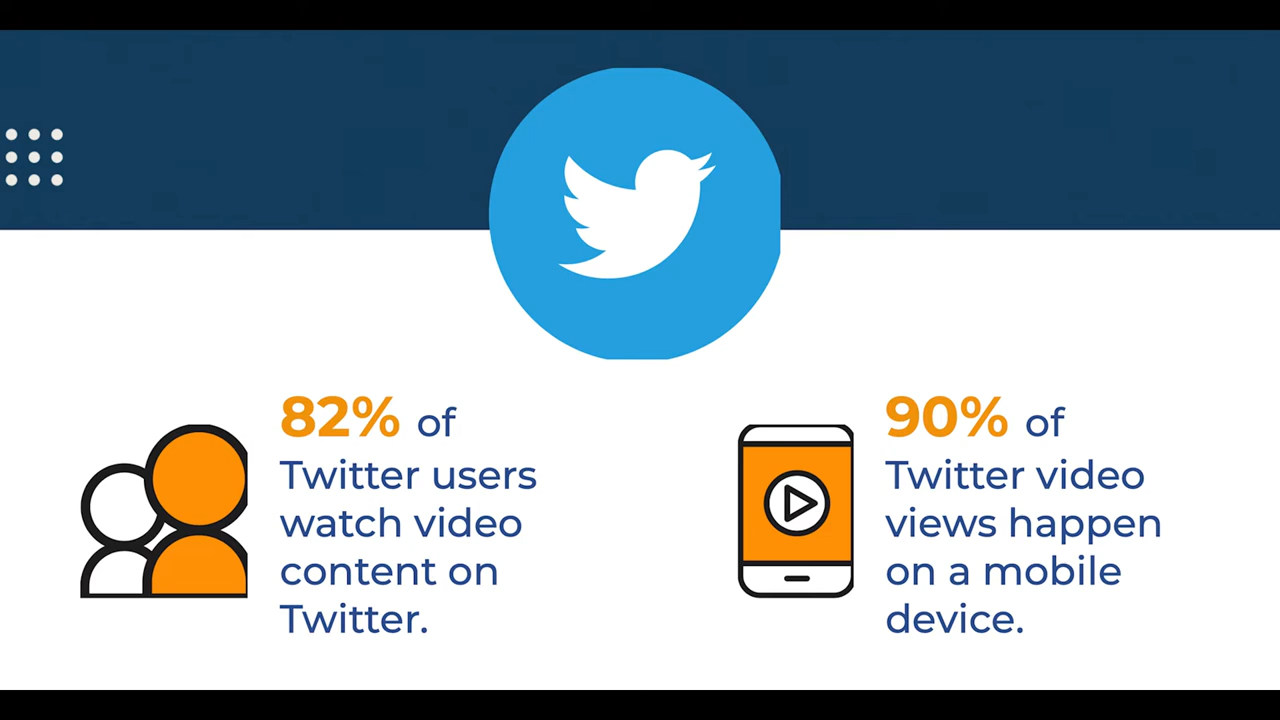 82% of
Twitter users
watch video
content on
Twitter.
90% of
Twitter video
views happen
on a mobile
device.